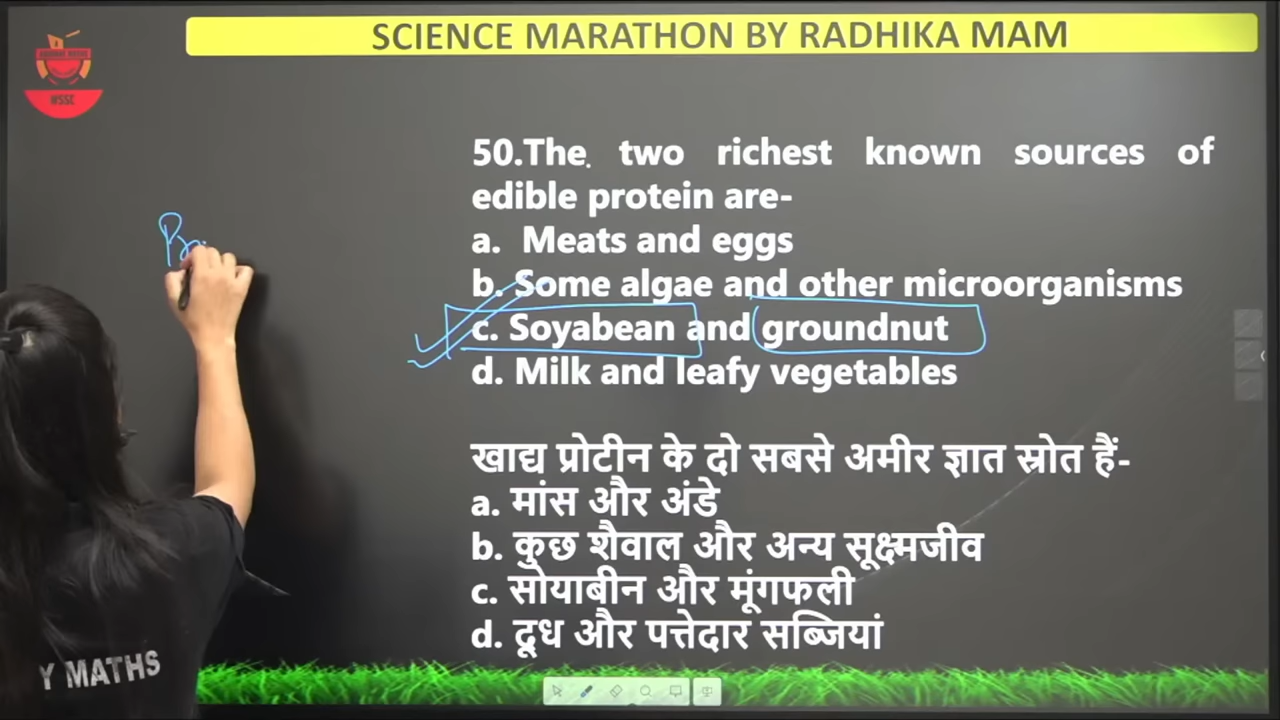 SCIENCE MARATHON BY RADHIKA MAM
HSSC
50.The. two richest known sources of
edible protein are-
a. Meats and eggs
b. Some algae and other microorganisms
c. Soyabean and groundnut
d. Milk and leafy vegetables
खाद्य प्रोटीन के दो सबसे अमीर ज्ञात स्रोत हैं-
a. मांस और अंडे
b. कुछ शैवाल और अन्य सूक्ष्मजीव
c. सोयाबीन और मूंगफली
d. दूध और पत्तेदार सब्जियां
Y MATHS